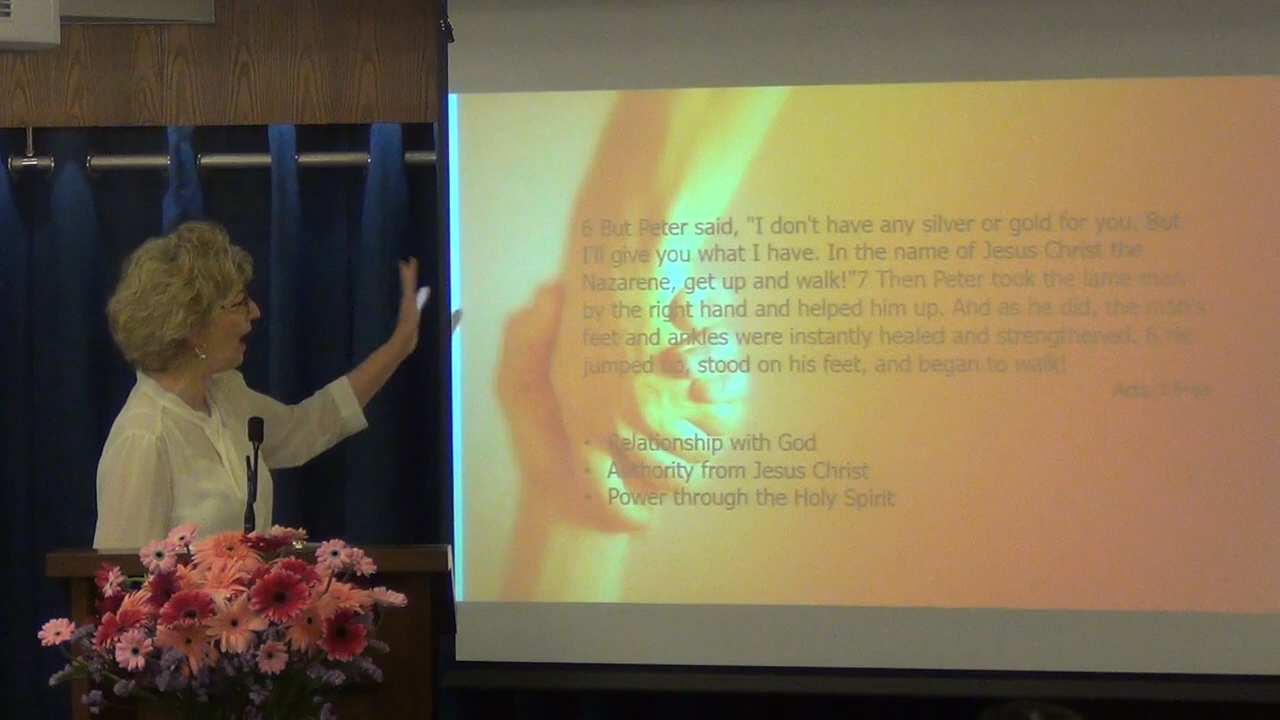 6 But Peter said, "I don't have any silver or gold for you. But
I'll give you what I have. In the name of Jesus Christ the
Nazarene, get up and walk!"7 Then Peter took the lame man
by the right hand and helped him up. And as he did, the man's
feet and ankles were instantly healed and strengthened. 8 He
jumped up, stood on his feet, and began to walk!
Acts
• Relationship with God
• Authority from Jesus Christ
• Power through the Holy Spirit